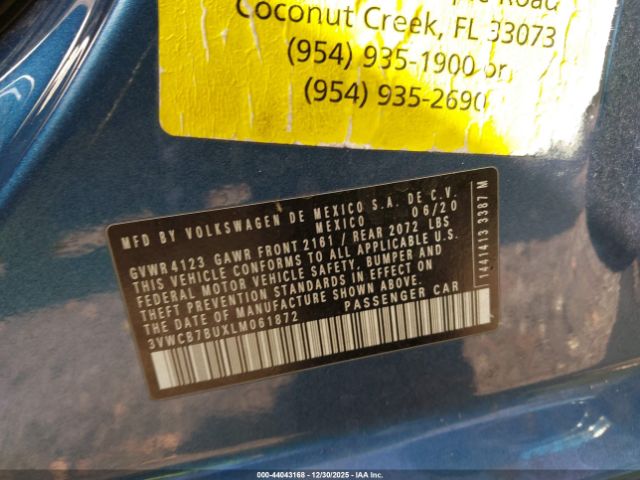 Road
Coconut Creek, FL 33073
(954) 935-1900 or
(954) 935-2690
MFD BY VOLKSWAGEN DE MEXICO S.A. DE C.V.
MEXICO 06/20
GVWR 4123 GAWR FRONT 2161 / REAR 2072 LBS
THIS VEHICLE CONFORMS TO ALL APPLICABLE U.S.
FEDERAL MOTOR VEHICLE SAFETY, BUMPER AND
THEFT PREVENTION STANDARDS IN EFFECT ON
THE DATE OF MANUFACTURE SHOWN ABOVE.
3VWCB7BUXLM061872 PASSENGER CAR
1441413 3387 M
000-44043168 - 12/30/2025 - IAA Inc.